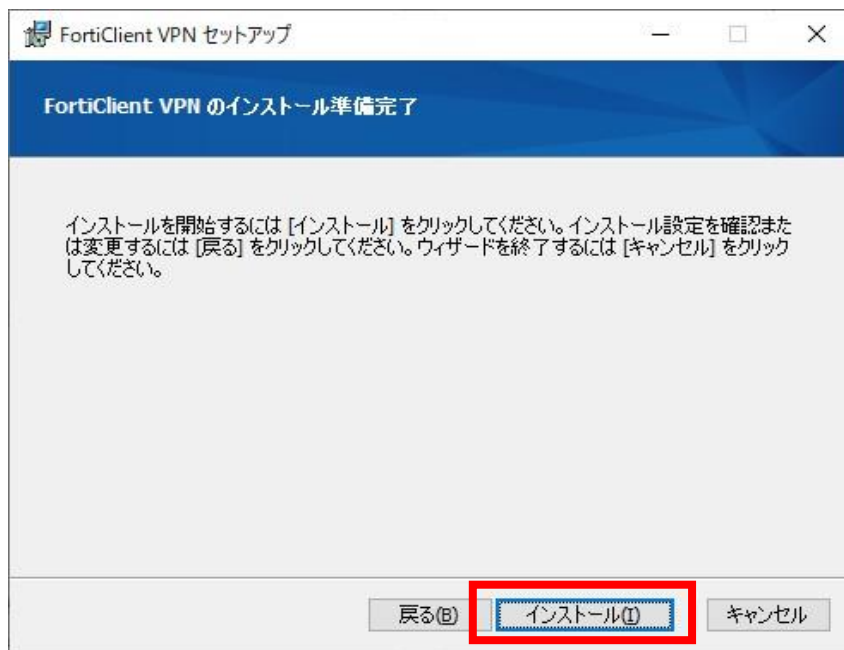 FortiClient VPN セットアップ
FortiClient VPN のインストール準備完了
インストールを開始するには [インストール] をクリックしてください。インストール設定を確認また
は変更するには [戻る] をクリックしてください。ウィザードを終了するには [キャンセル] をクリック
してください。
戻る(B) インストール(I) キャンセル